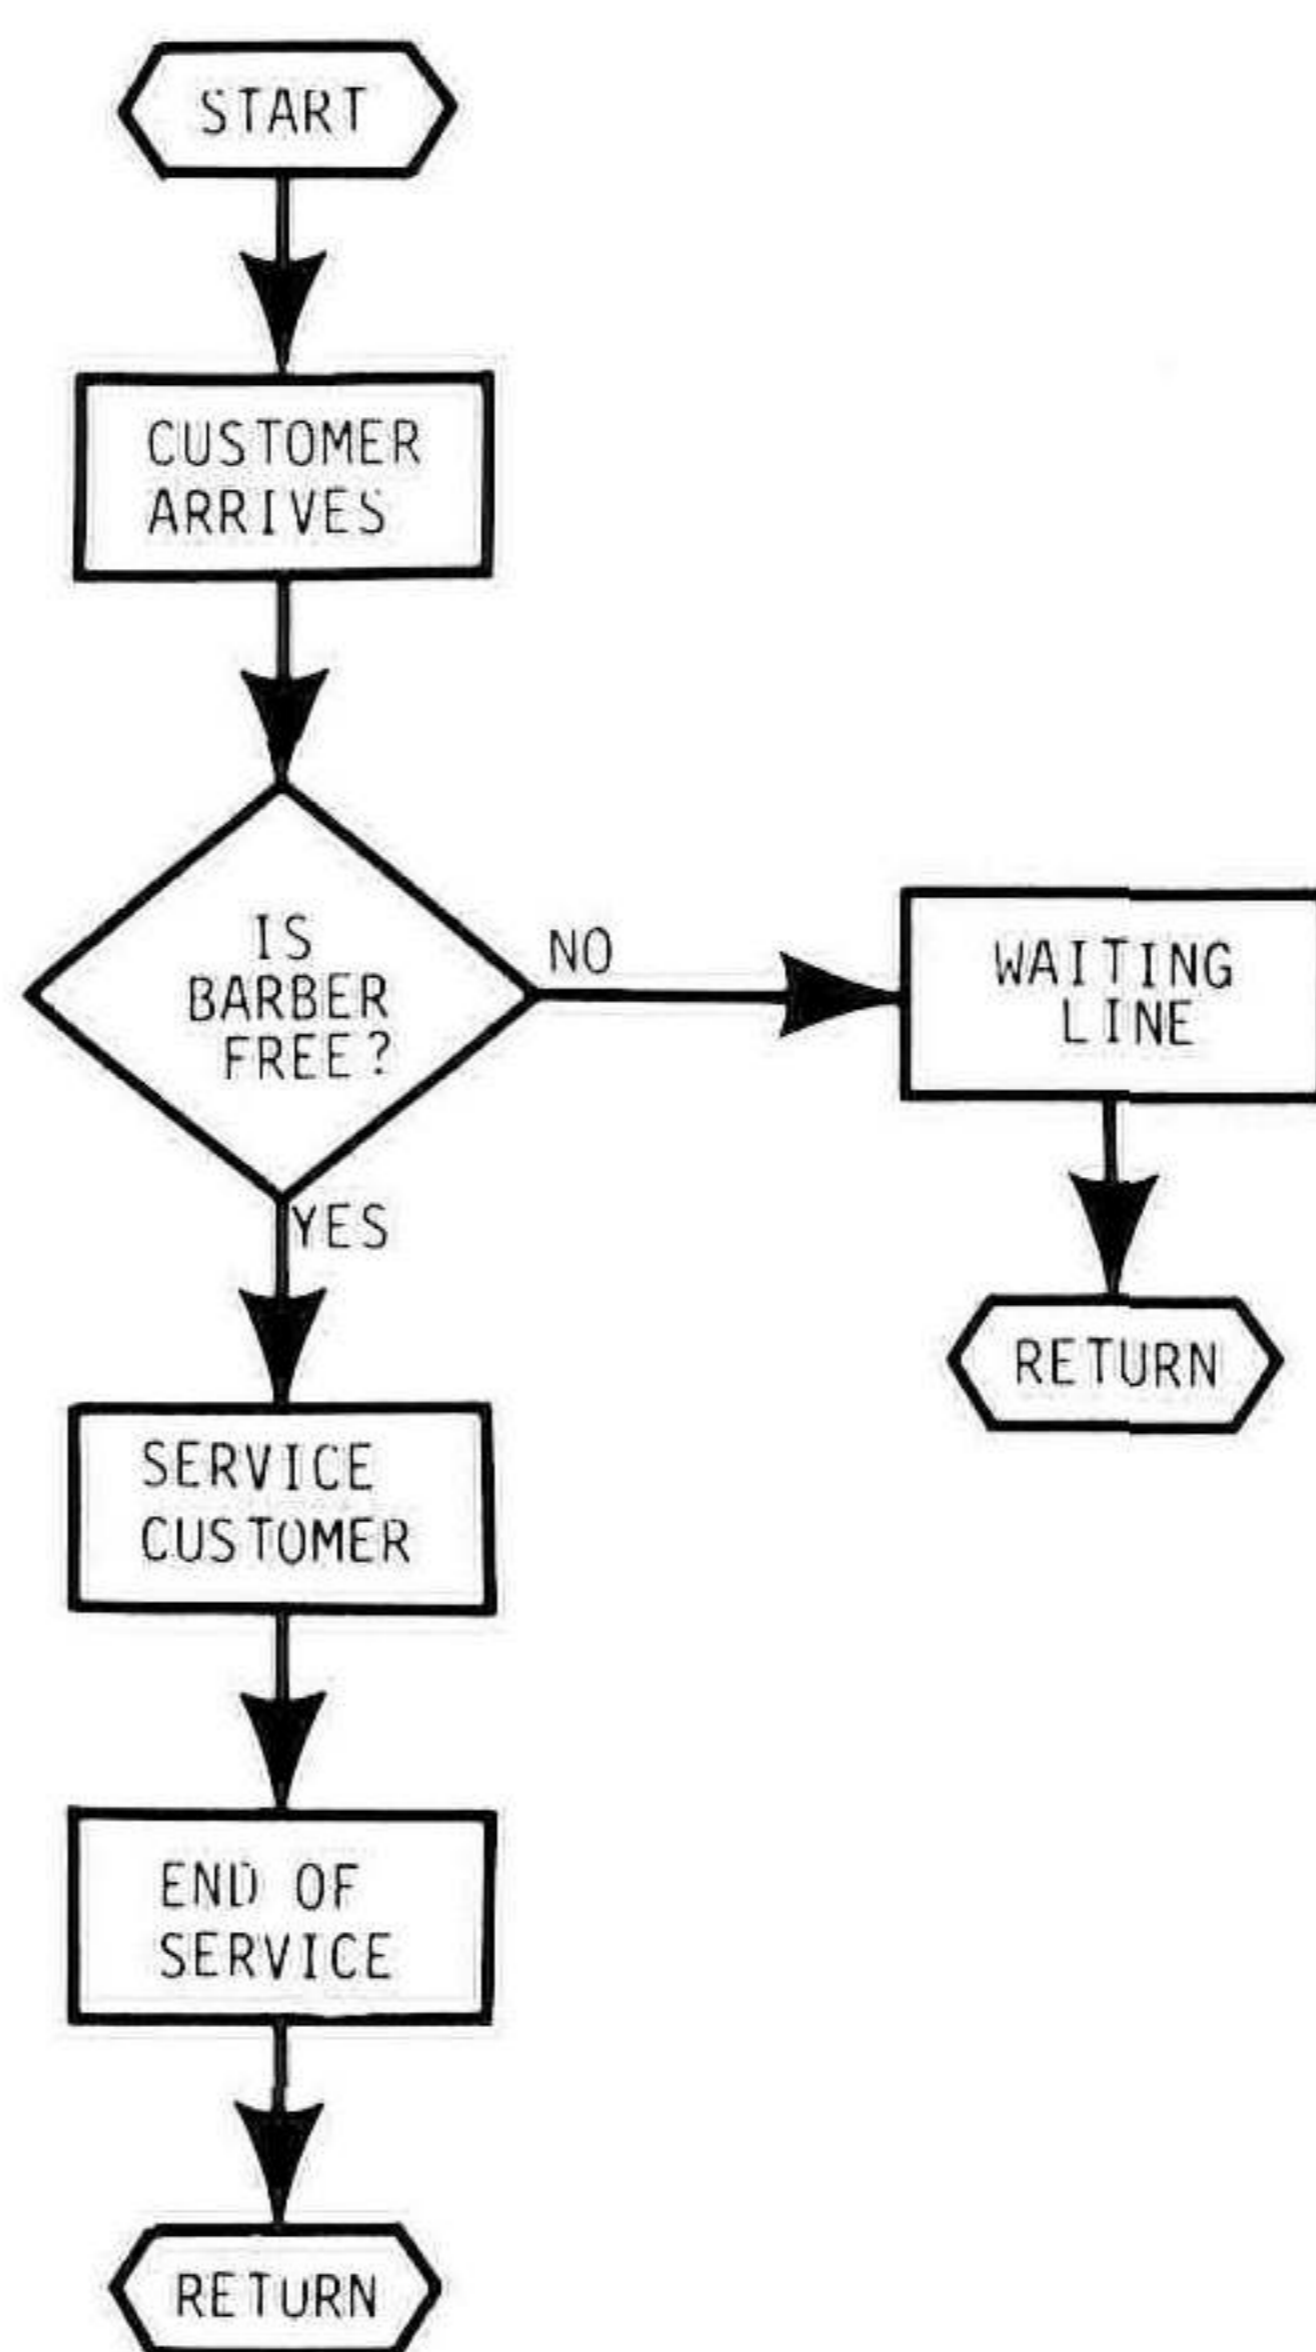 START
CUSTOMER
ARRIVES
IS
BARBER
FREE?
NO
WAITING
LINE
YES
RETURN
SERVICE
CUSTOMER
END OF
SERVICE
RETURN